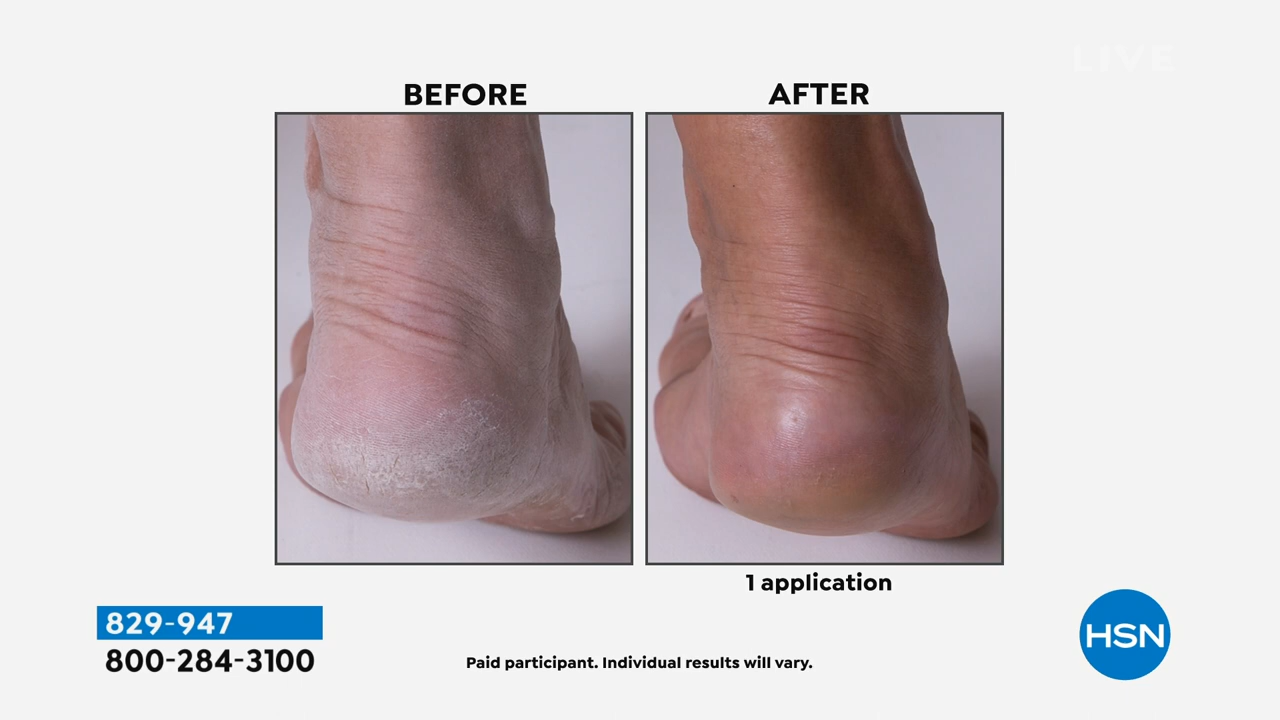 LIVE
BEFORE
AFTER
1 application
829-947
800-284-3100
Paid participant. Individual results will vary.
HSN